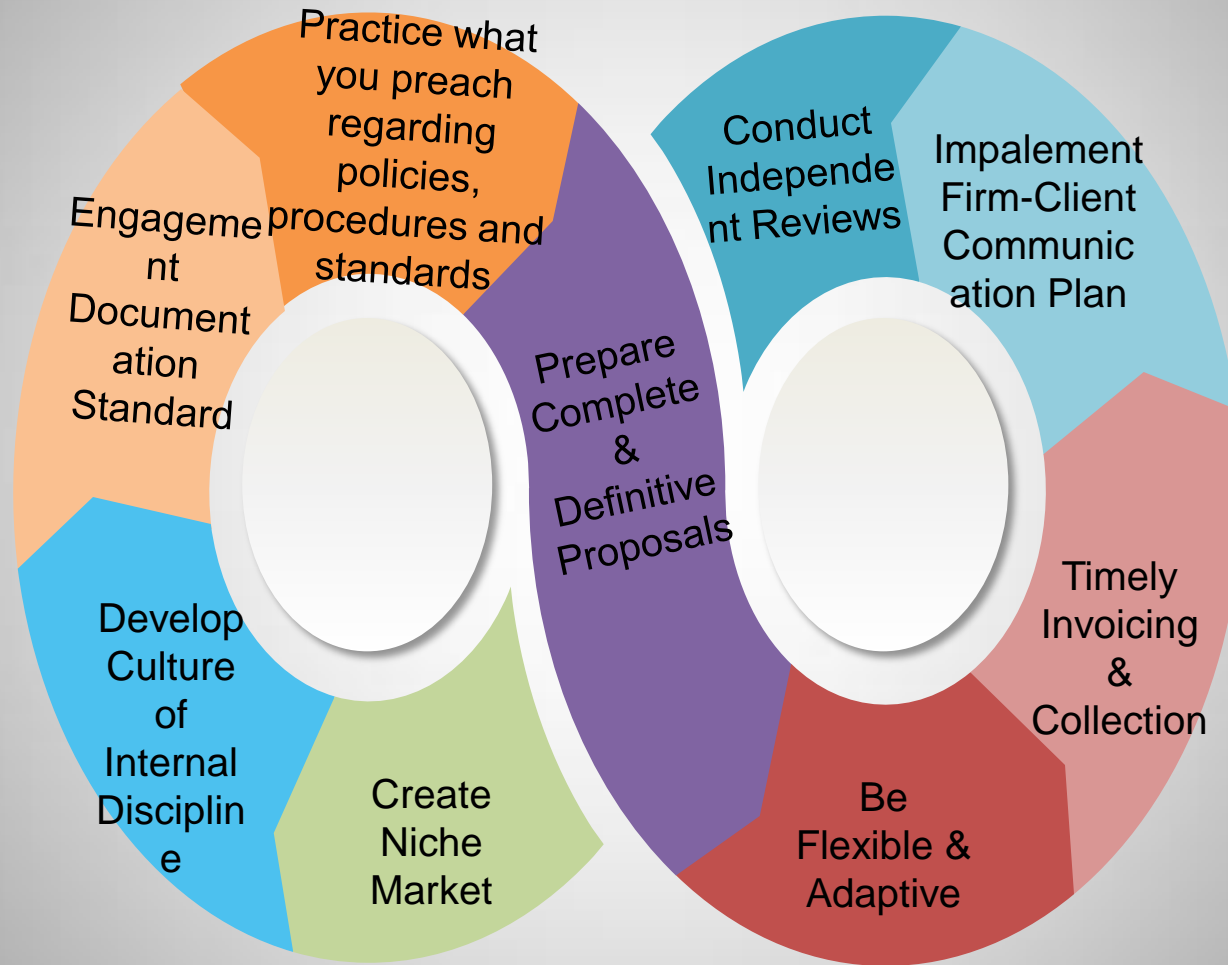 Practice what
you preach
regarding
policies,
procedures and
standards
Engageme
nt
Document
ation
Standard
Develop
Culture
of
Internal
Disciplin
e
Create
Niche
Market
Prepare
Complete
&
Definitive
Proposals
Conduct
Independe
nt Reviews
Impalement
Firm-Client
Communic
ation Plan
Timely
Invoicing
&
Collection
Be
Flexible &
Adaptive